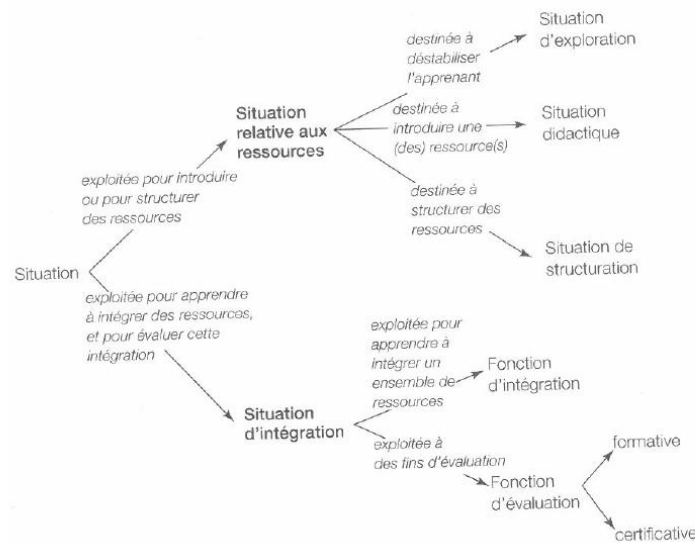 destinée à
déstabiliser
l'apprenant
Situation
d'exploration
Situation
relative aux
ressources
destinée à
introduire une
(des) ressource(s)
Situation
didactique
exploitée pour introduire
ou pour structurer
des ressources
destinée à
structurer des
ressources
Situation de
structuration
Situation
exploitée pour apprendre
à intégrer des ressources,
et pour évaluer cette
intégration
Situation
d'intégration
exploitée pour
apprendre à
intégrer un
ensemble de
ressources
Fonction
d'intégration
exploitée à
des fins d'évaluation
Fonction
d'évaluation
formative
certificative